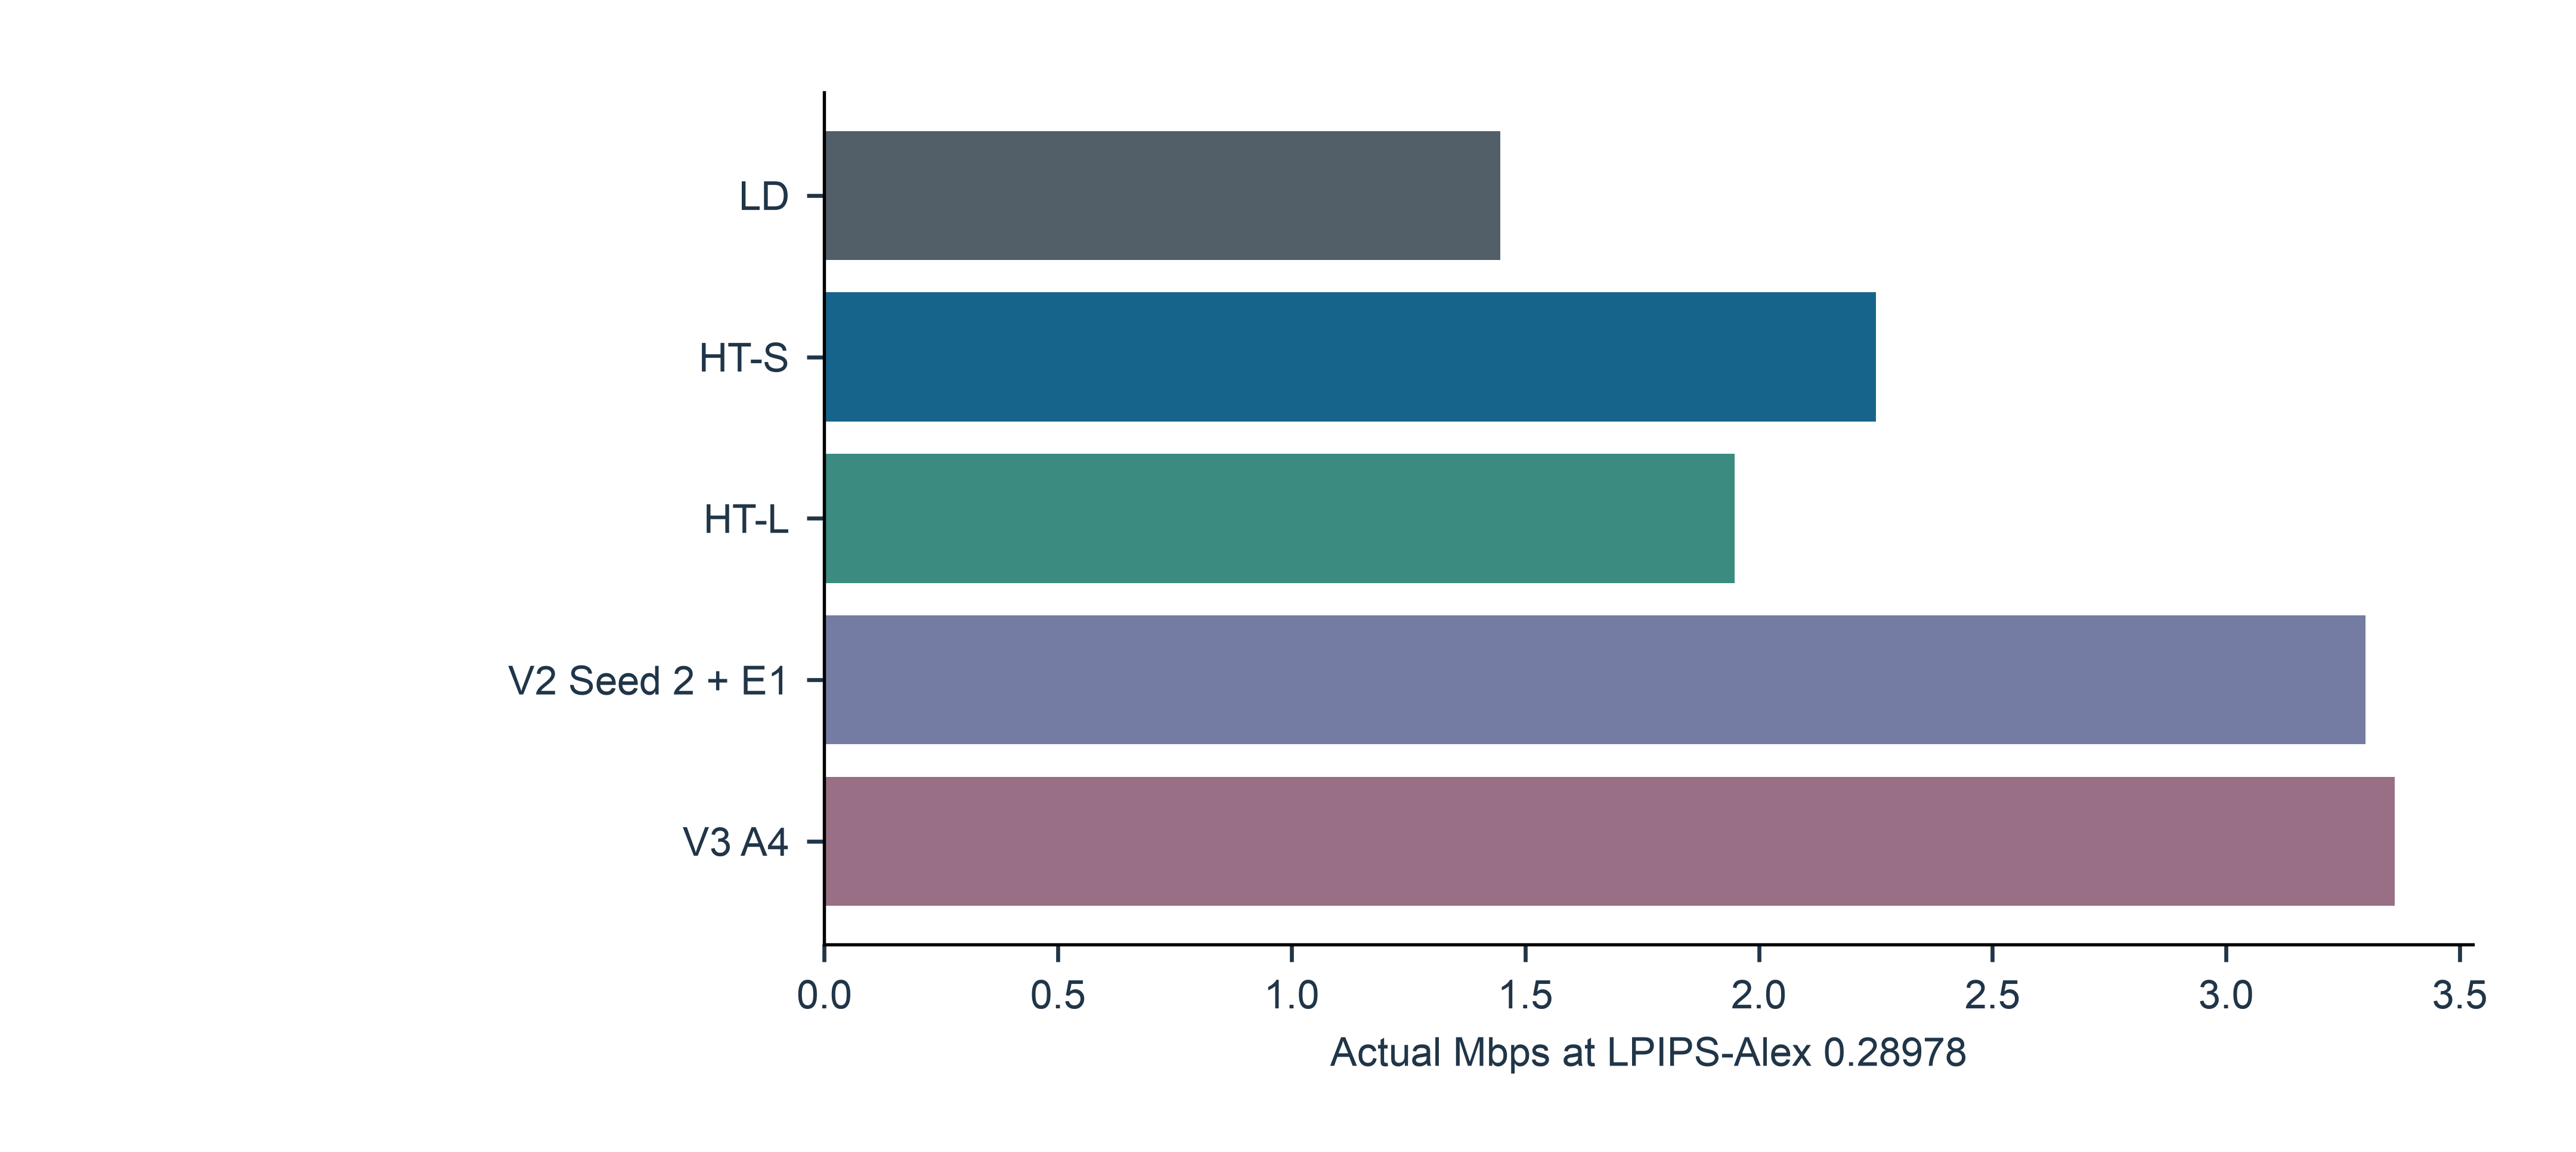 LD
HT-S
HT-L
V2 Seed 2 + E1
V3 A4
0.0 0.5 1.0 1.5 2.0 2.5 3.0 3.5
Actual Mbps at LPIPS-Alex 0.28978